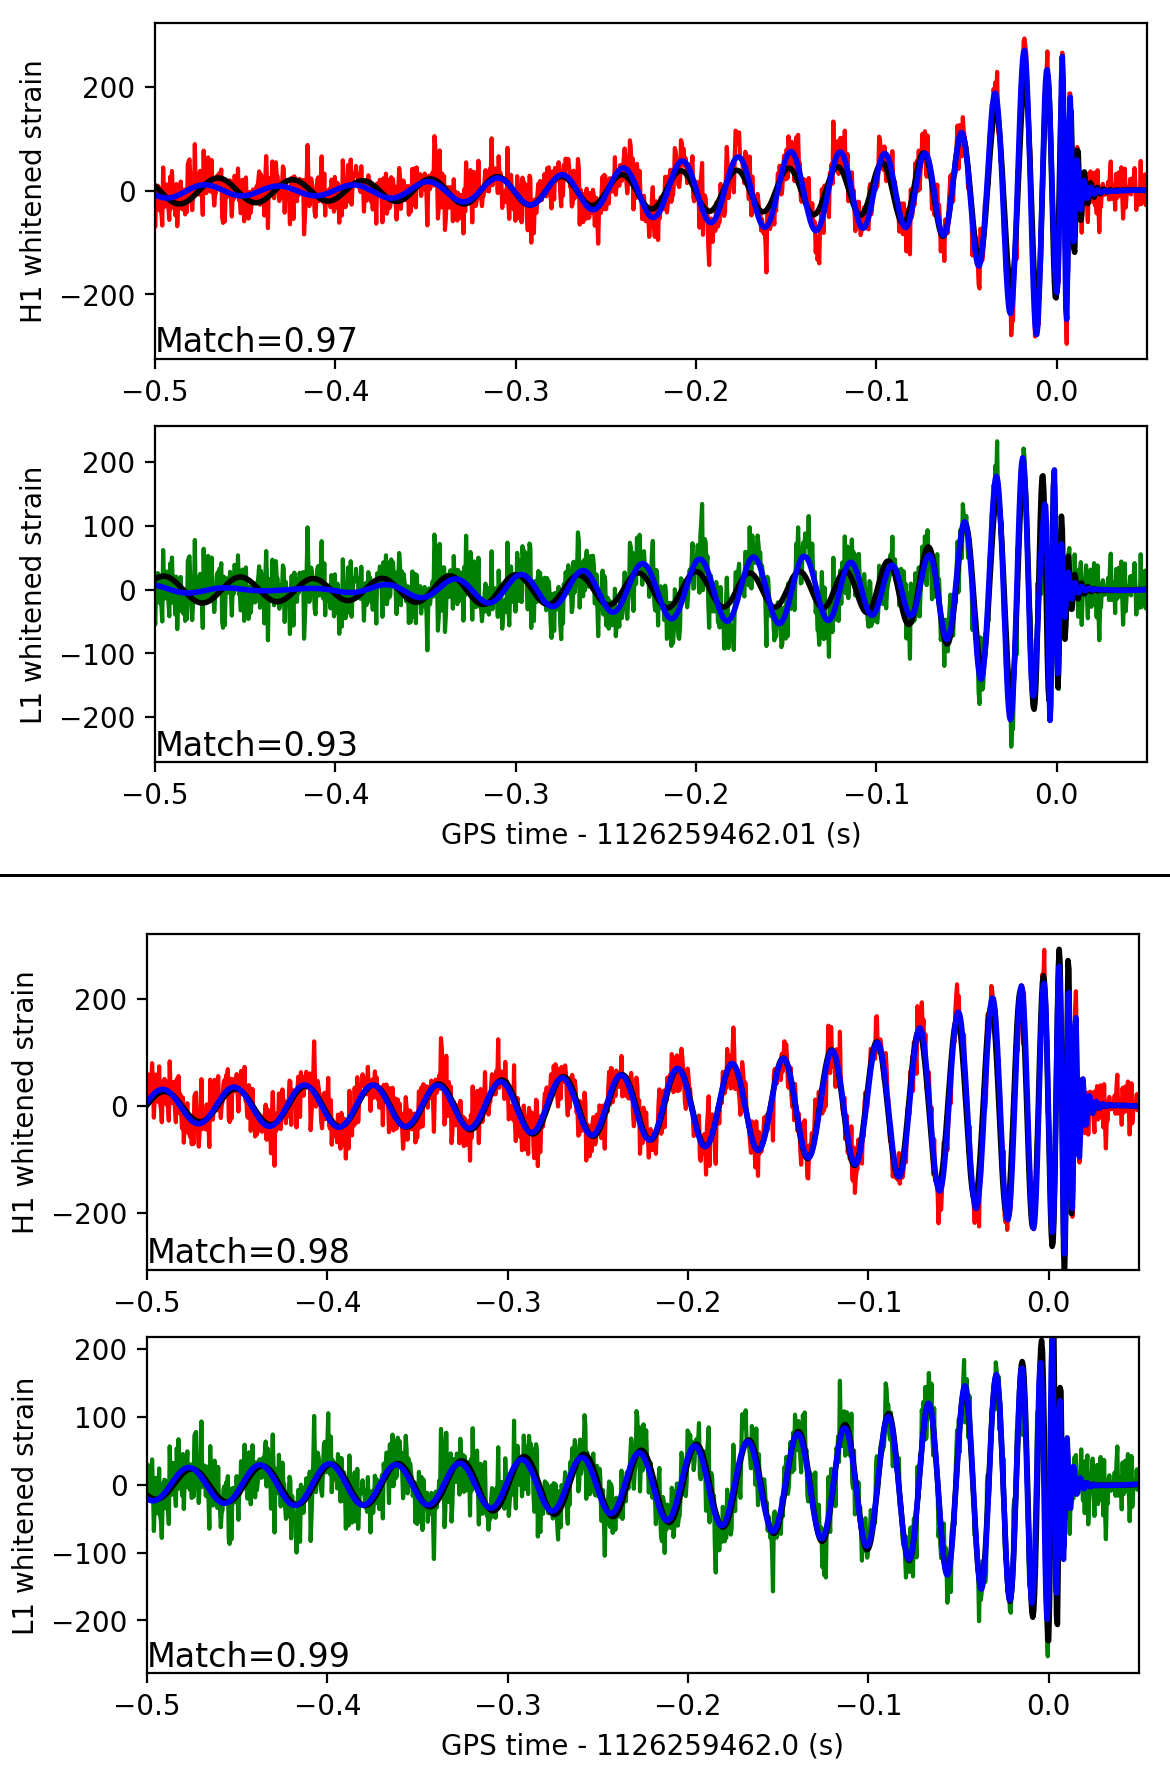 H1 whitened strain
200
0
−200
Match=0.97
−0.5 −0.4 −0.3 −0.2 −0.1 0.0
L1 whitened strain
200
100
0
−100
−200
Match=0.93
−0.5 −0.4 −0.3 −0.2 −0.1 0.0
GPS time - 1126259462.01 (s)
H1 whitened strain
200
0
−200
Match=0.98
−0.5 −0.4 −0.3 −0.2 −0.1 0.0
L1 whitened strain
200
100
0
−100
−200
Match=0.99
−0.5 −0.4 −0.3 −0.2 −0.1 0.0
GPS time - 1126259462.0 (s)